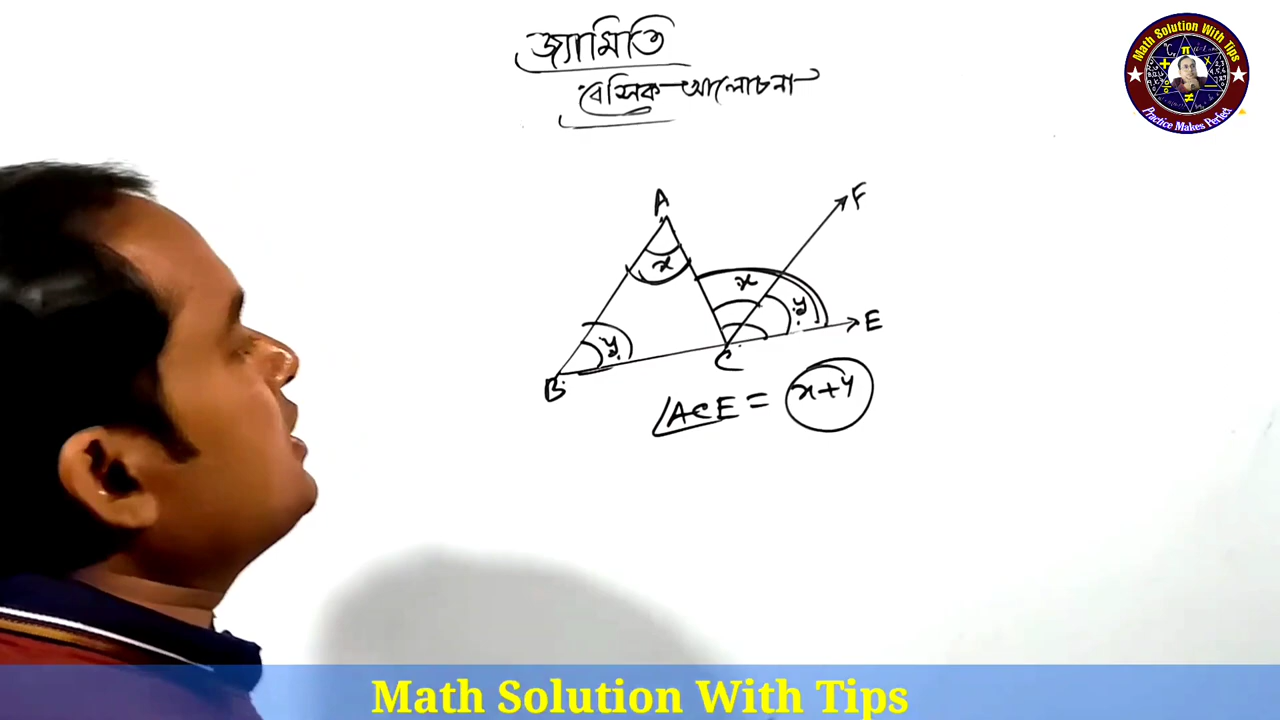 জ্যামিতি
বেসিক আলোচনা
Math Solution With Tips
Practice Makes Perfect
A
F
x
x
y
y
E
B
C
∠ACE = x+y
Math Solution With Tips